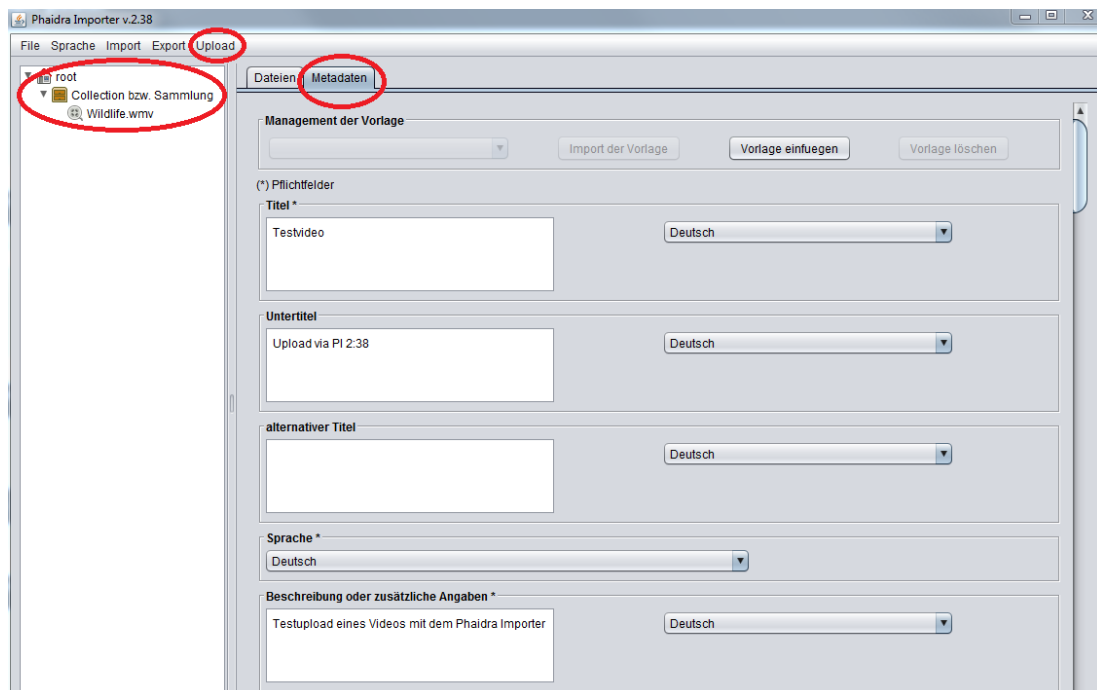 Phaidra Importer v.2.38
File Sprache Import Export Upload
root
Collection bzw. Sammlung
Wildlife.wmv
Dateien Metadaten
Management der Vorlage
Import der Vorlage Vorlage einfuegen Vorlage löschen
(*) Pflichtfelder
Titel *
Testvideo Deutsch
Untertitel
Upload via PI 2:38 Deutsch
alternativer Titel
Deutsch
Sprache *
Deutsch
Beschreibung oder zusätzliche Angaben *
Testupload eines Videos mit dem Phaidra Importer Deutsch